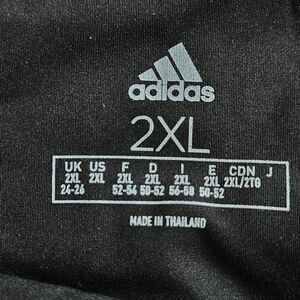 adidas
2XL
UK US F D I E CDN J
2XL 2XL 2XL 2XL 2XL 2XL 2XL/2TG
24-26 52-54 50-52 56-58 50-52
MADE IN THAILAND